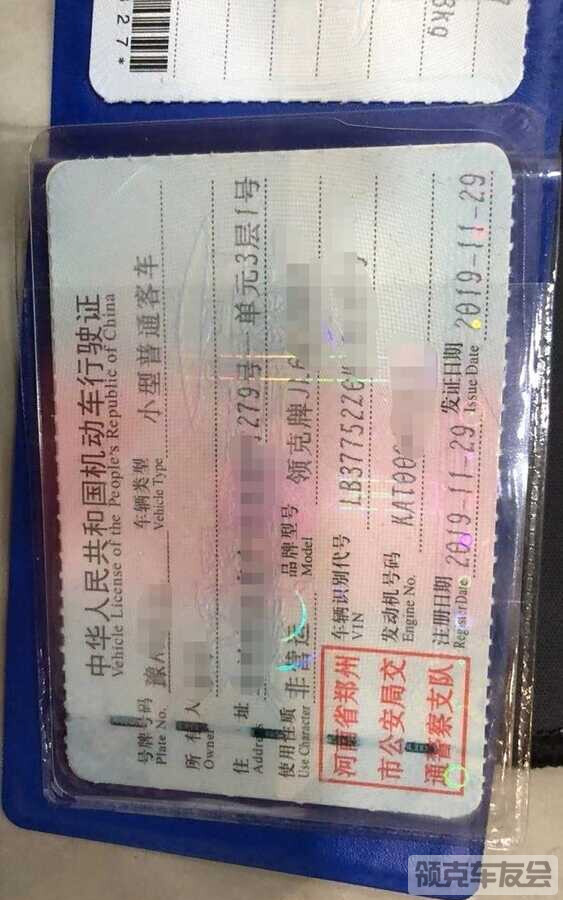 27*
8kg
中华人民共和国机动车行驶证
Vehicle License of the People's Republic of China
号牌号码
Plate No.
豫A
车辆类型
Vehicle Type
小型普通客车
所有人
Owner
住址
Address
279号
单元3层1号
使用性质
Use Character
非营运
品牌型号
Model
领克牌
河南省郑州
市公安局交
通警察支队
车辆识别代号
VIN
LB377522
发动机号码
Engine No.
注册日期
Register Date
2019-11-29
发证日期
Issue Date
2019-11-29
领克车友会